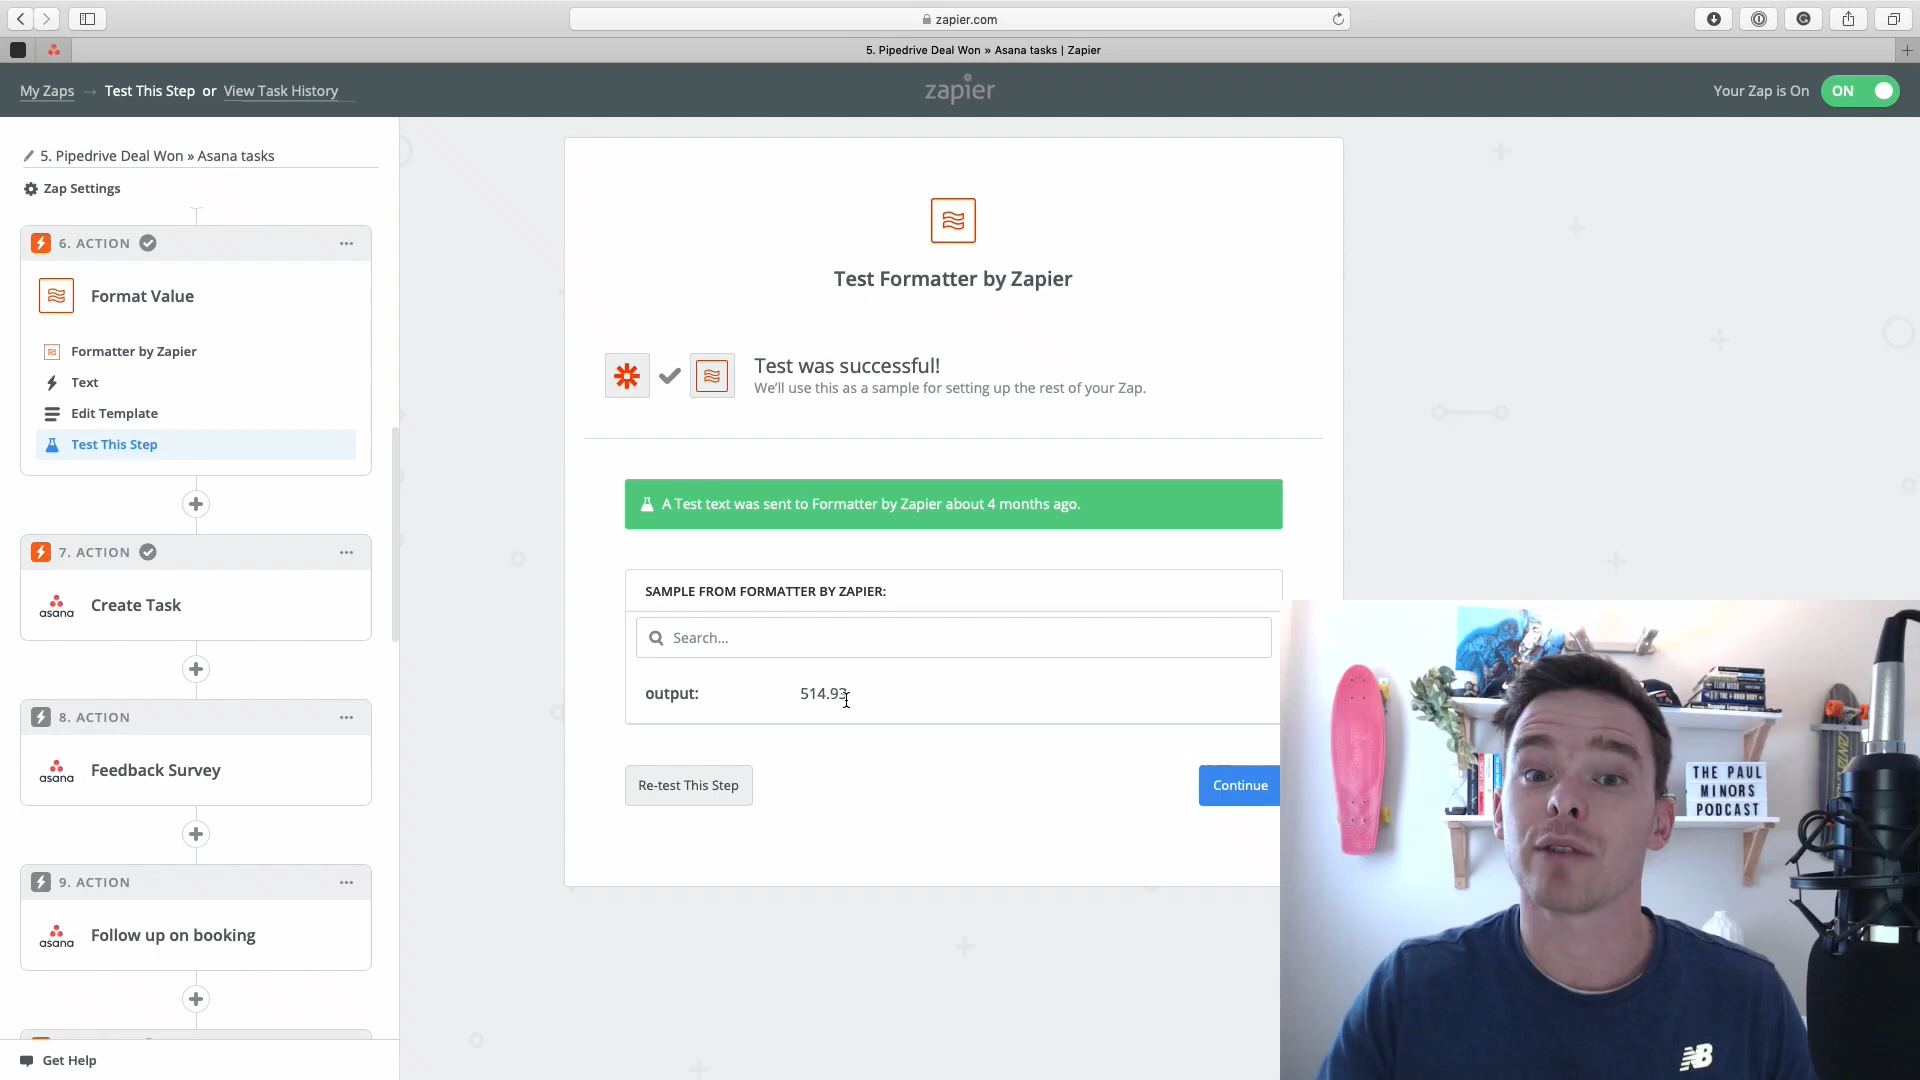 zapier.com
5. Pipedrive Deal Won » Asana tasks | Zapier
My Zaps → Test This Step or View Task History
zapier
Your Zap is On
ON
5. Pipedrive Deal Won » Asana tasks
Zap Settings
6. ACTION
Format Value
Formatter by Zapier
Text
Edit Template
Test This Step
7. ACTION
asana
Create Task
8. ACTION
asana
Feedback Survey
9. ACTION
asana
Follow up on booking
Get Help
Test Formatter by Zapier
Test was successful!
We'll use this as a sample for setting up the rest of your Zap.
A Test text was sent to Formatter by Zapier about 4 months ago.
SAMPLE FROM FORMATTER BY ZAPIER:
Search...
output: 514.93
Re-test This Step
Continue
THE PAUL
MINORS
PODCAST
NB